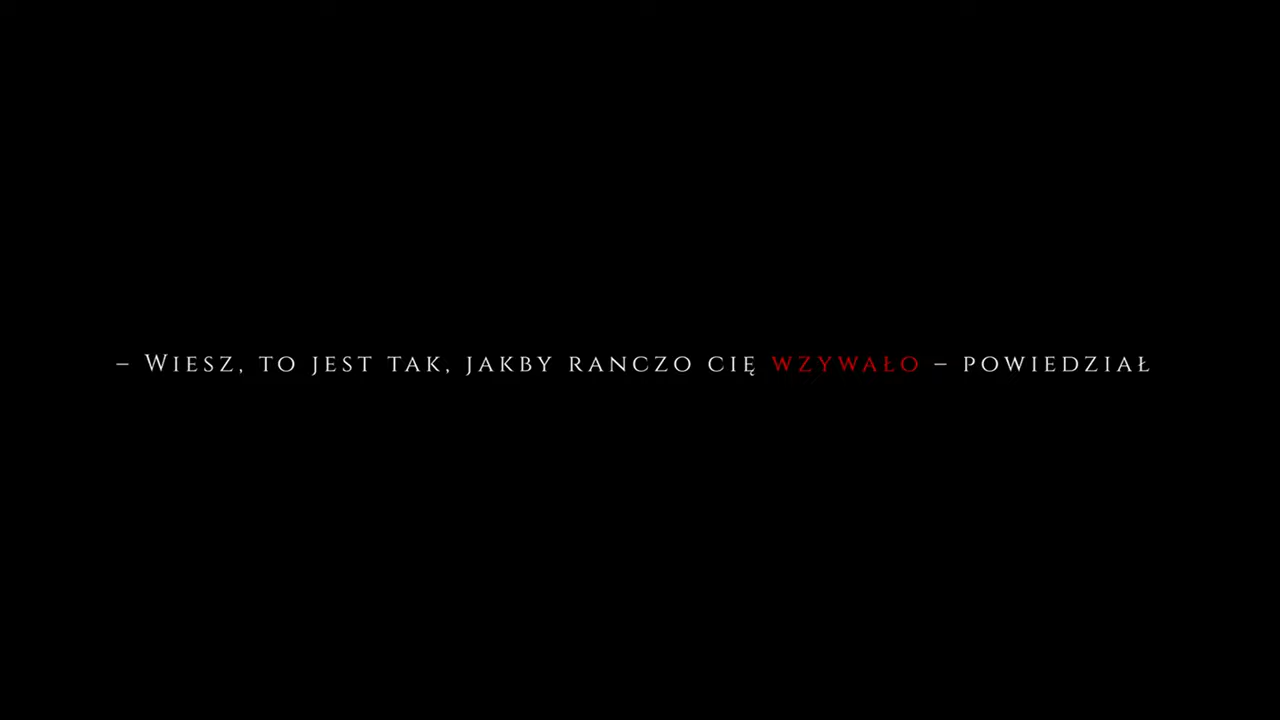 – Wiesz, to jest tak, jakby ranczo cię wzywało – powiedział